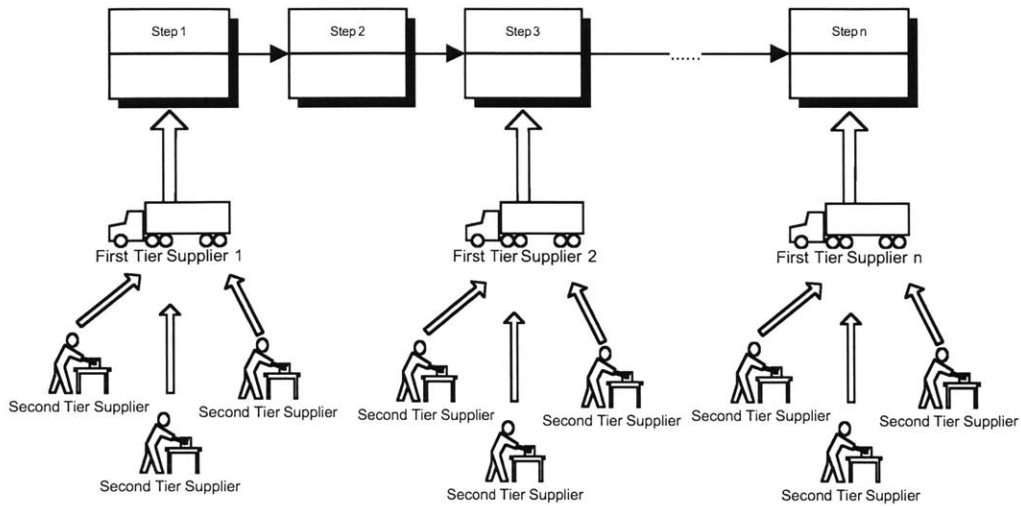 Step 1
Step 2
Step 3
......
Step n
First Tier Supplier 1
First Tier Supplier 2
First Tier Supplier n
Second Tier Supplier
Second Tier Supplier
Second Tier Supplier
Second Tier Supplier
Second Tier Supplier
Second Tier Supplier
Second Tier Supplier
Second Tier Supplier
Second Tier Supplier